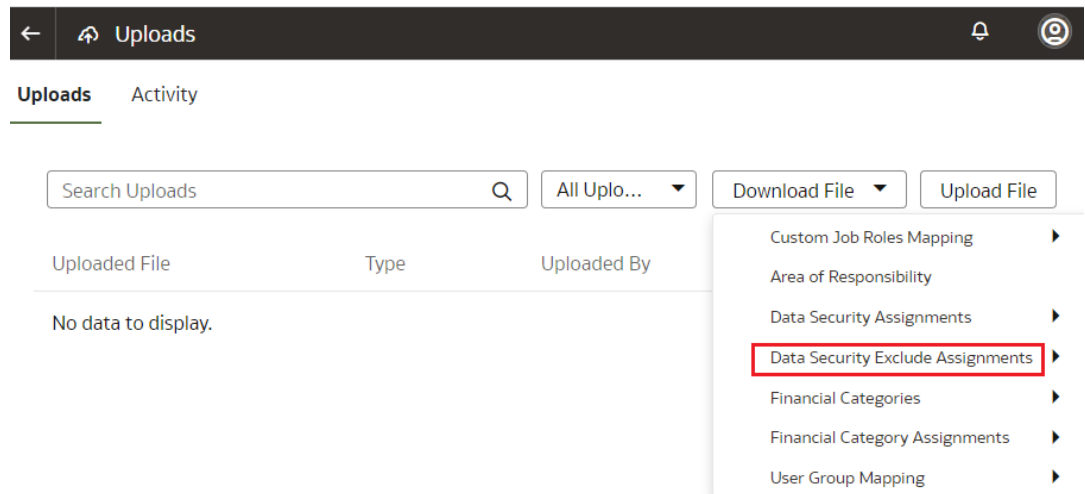 Uploads
Uploads Activity
Search Uploads All Uplo... Download File Upload File
Custom Job Roles Mapping
Uploaded File Type Uploaded By
Area of Responsibility
Data Security Assignments
No data to display.
Data Security Exclude Assignments
Financial Categories
Financial Category Assignments
User Group Mapping